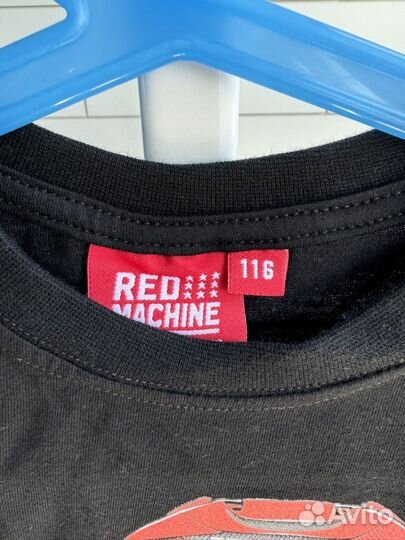 RED
MACHINE
116
Avito